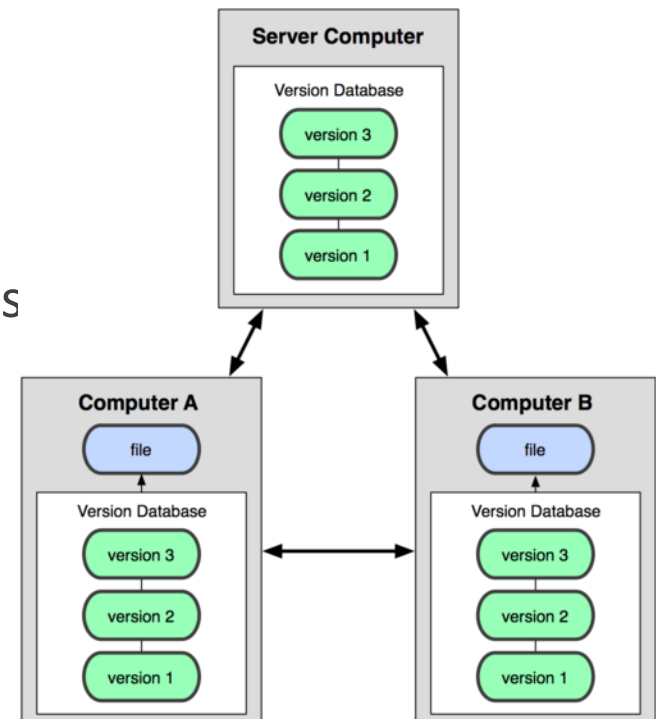 Server Computer
Version Database
version 3
version 2
version 1
s
Computer A
file
Version Database
version 3
version 2
version 1
Computer B
file
Version Database
version 3
version 2
version 1